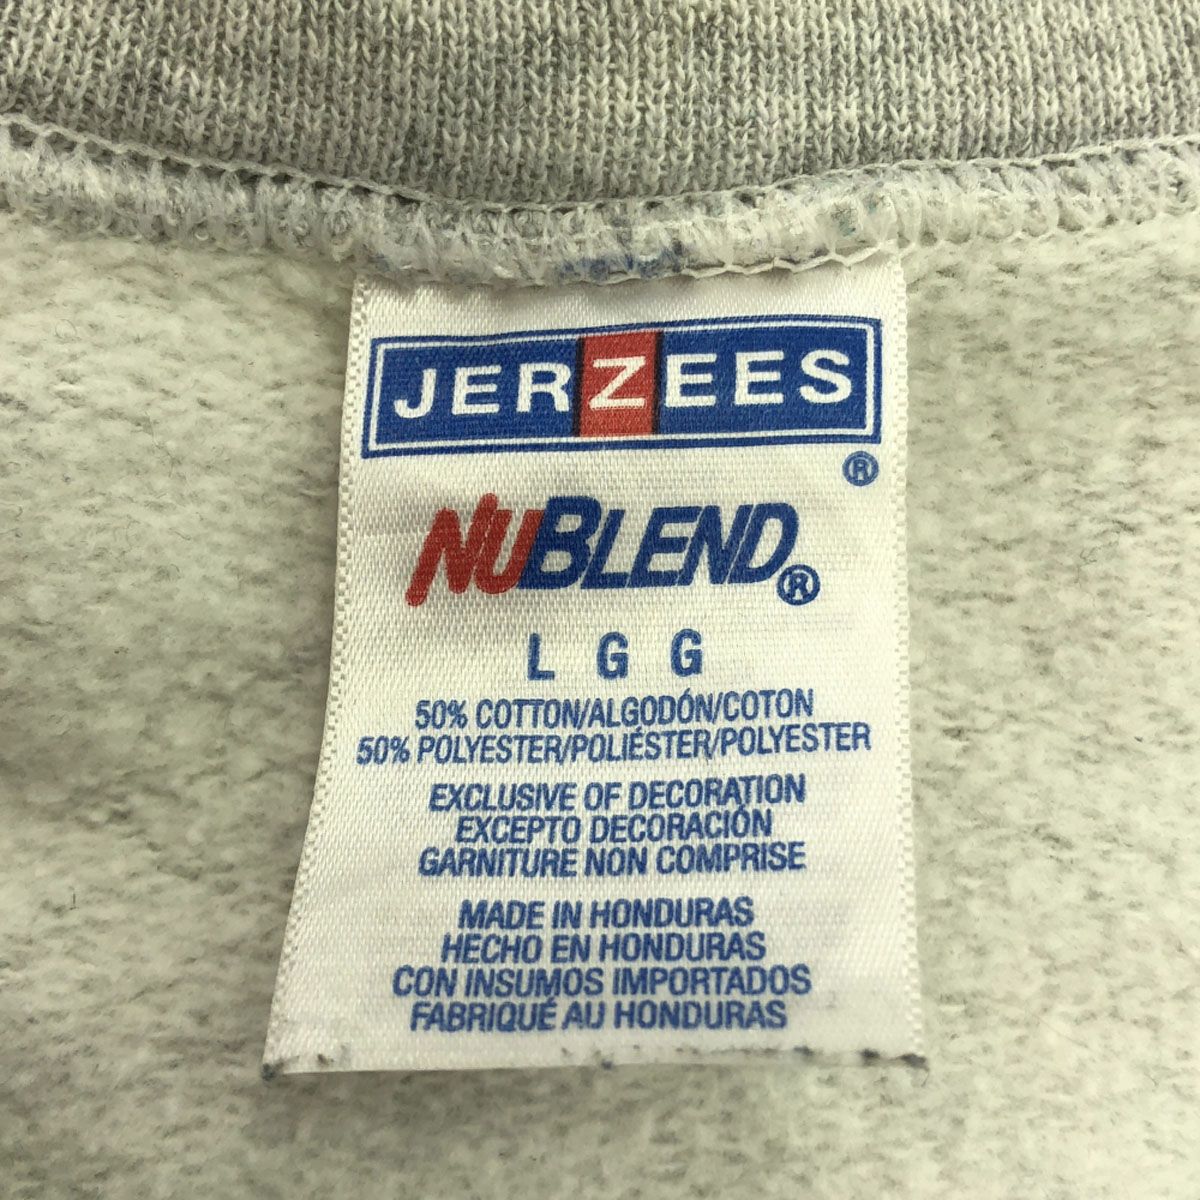 JERZEES
®
NUBLEND®
L G G
50% COTTON/ALGODÓN/COTON
50% POLYESTER/POLIÉSTER/POLYESTER
EXCLUSIVE OF DECORATION
EXCEPTO DECORACIÓN
GARNITURE NON COMPRISE
MADE IN HONDURAS
HECHO EN HONDURAS
CON INSUMOS IMPORTADOS
FABRIQUÉ AU HONDURAS